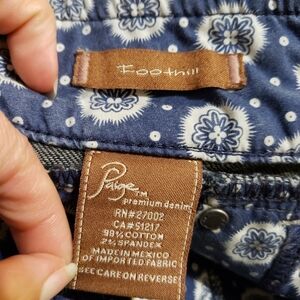 Foothill
Paige™
premium denim
RN#27002
CA#51217
98% COTTON
2% SPANDEX
MADE IN MEXICO
OF IMPORTED FABRIC
SEE CARE ON REVERSE